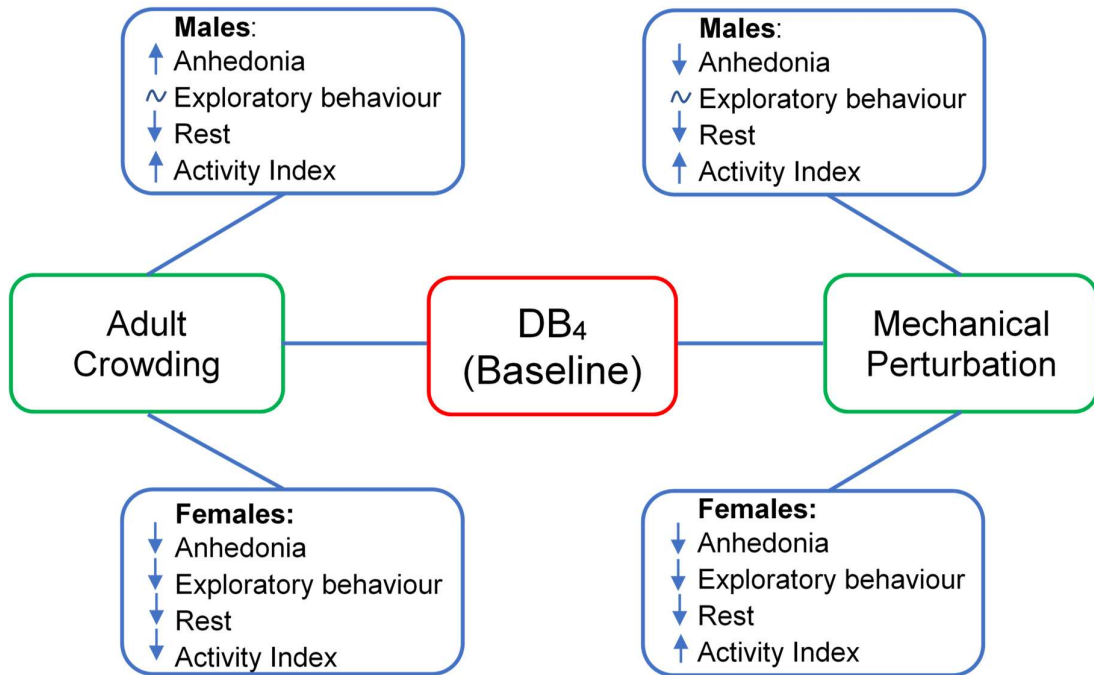 Males:
↑ Anhedonia
~ Exploratory behaviour
↓ Rest
↑ Activity Index
Males:
↓ Anhedonia
~ Exploratory behaviour
↓ Rest
↑ Activity Index
Adult
Crowding
DB₄
(Baseline)
Mechanical
Perturbation
Females:
↓ Anhedonia
↓ Exploratory behaviour
↓ Rest
↓ Activity Index
Females:
↓ Anhedonia
↓ Exploratory behaviour
↓ Rest
↑ Activity Index